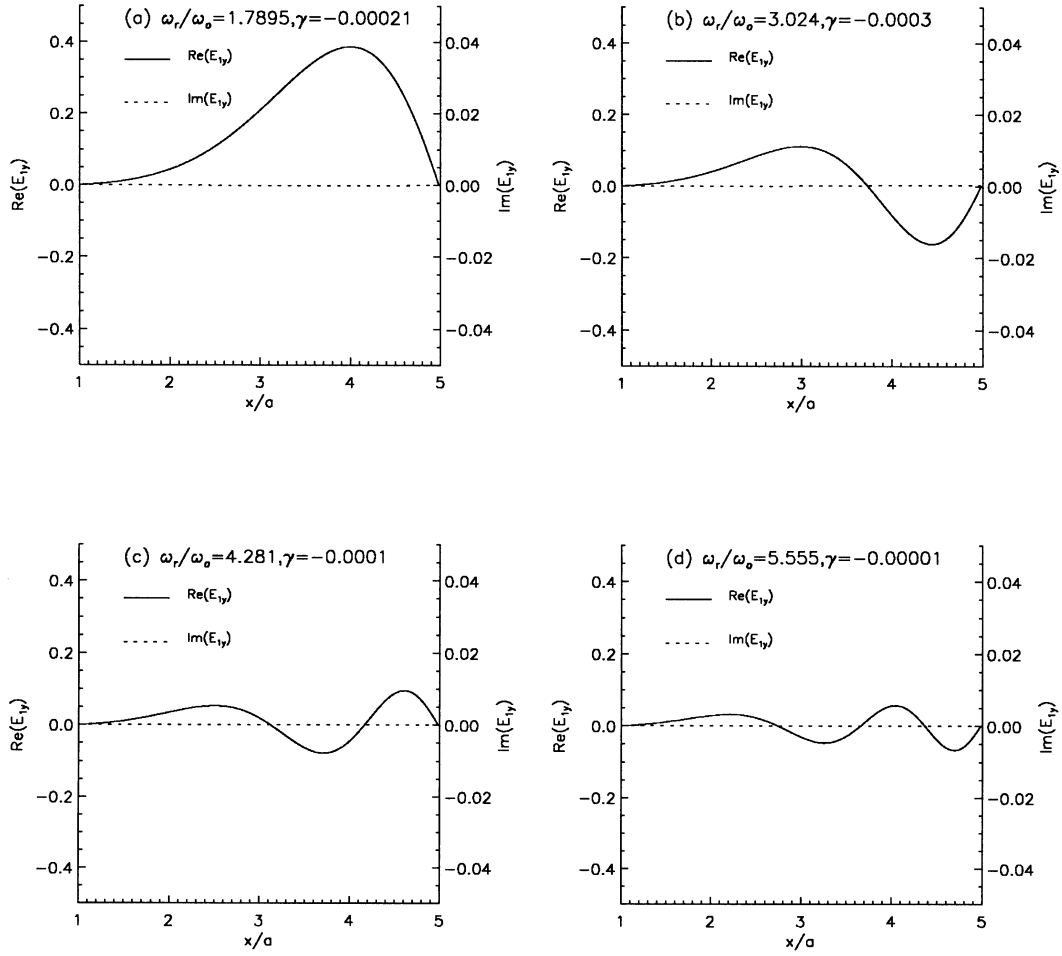 (a) ωr/ωo=1.7895,γ=−0.00021
Re(E1y)
Im(E1y)
0.4
0.2
0.0
−0.2
−0.4
Re(E1y)
0.04
0.02
0.00
−0.02
−0.04
Im(E1y)
1 2 3 4 5
x/a
(b) ωr/ωo=3.024,γ=−0.0003
Re(E1y)
Im(E1y)
0.4
0.2
0.0
−0.2
−0.4
Re(E1y)
0.04
0.02
0.00
−0.02
−0.04
Im(E1y)
1 2 3 4 5
x/a
(c) ωr/ωo=4.281,γ=−0.0001
Re(E1y)
Im(E1y)
0.4
0.2
0.0
−0.2
−0.4
Re(E1y)
0.04
0.02
0.00
−0.02
−0.04
Im(E1y)
1 2 3 4 5
x/a
(d) ωr/ωo=5.555,γ=−0.00001
Re(E1y)
Im(E1y)
0.4
0.2
0.0
−0.2
−0.4
Re(E1y)
0.04
0.02
0.00
−0.02
−0.04
Im(E1y)
1 2 3 4 5
x/a